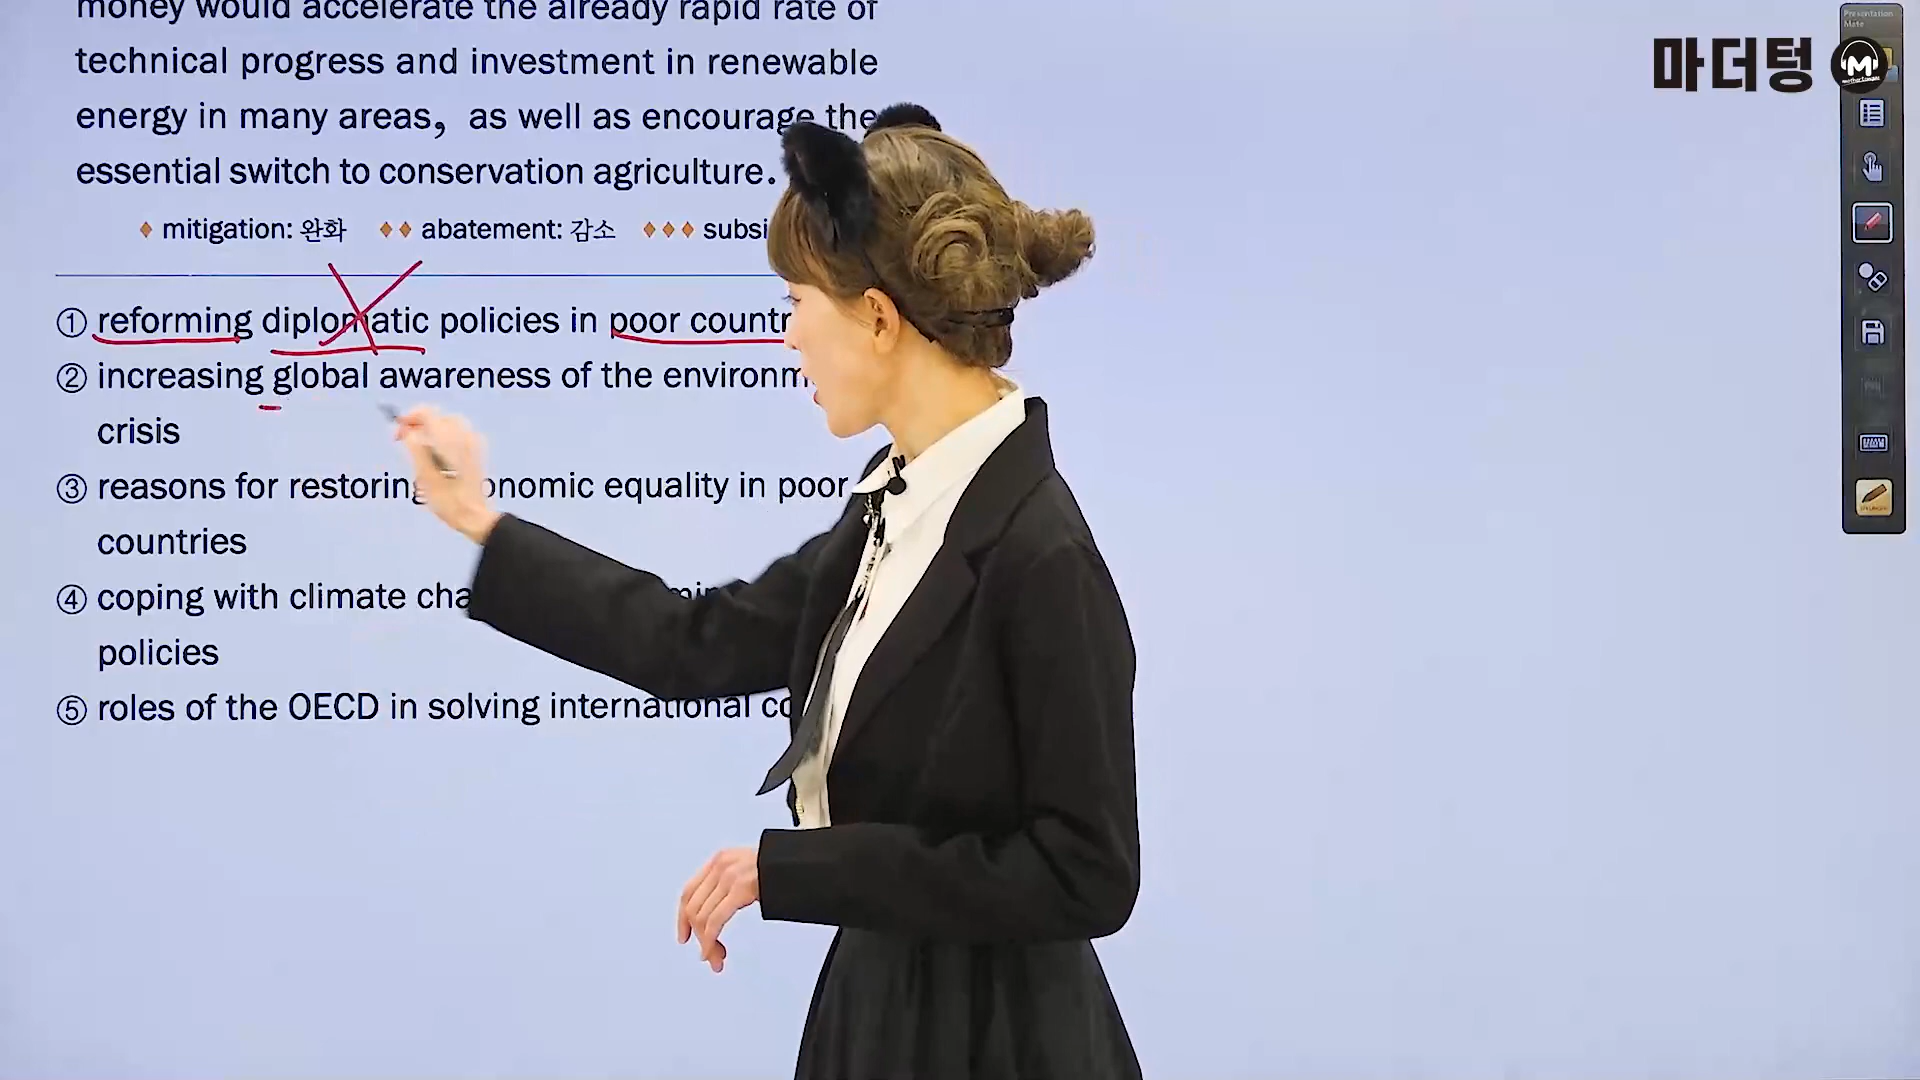 money would accelerate the already rapid rate of
technical progress and investment in renewable
energy in many areas, as well as encourage the
essential switch to conservation agriculture.
♦ mitigation: 완화 ♦♦ abatement: 감소 ♦♦♦ subsi
① reforming diplomatic policies in poor countr
② increasing global awareness of the environm
crisis
③ reasons for restoring onomic equality in poor
countries
④ coping with climate cha
policies
⑤ roles of the OECD in solving international co
마더텅
M
Presentation
Mate